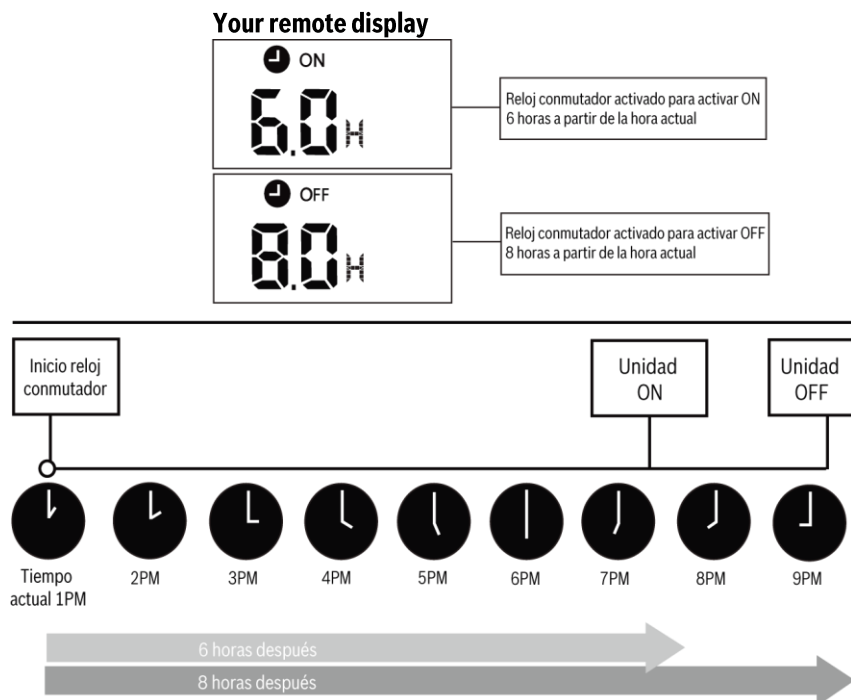 Your remote display
ON
6.0H
Reloj conmutador activado para activar ON
6 horas a partir de la hora actual
OFF
8.0H
Reloj conmutador activado para activar OFF
8 horas a partir de la hora actual
Inicio reloj
conmutador
Unidad
ON
Unidad
OFF
Tiempo
actual 1PM
2PM
3PM
4PM
5PM
6PM
7PM
8PM
9PM
6 horas después
8 horas después